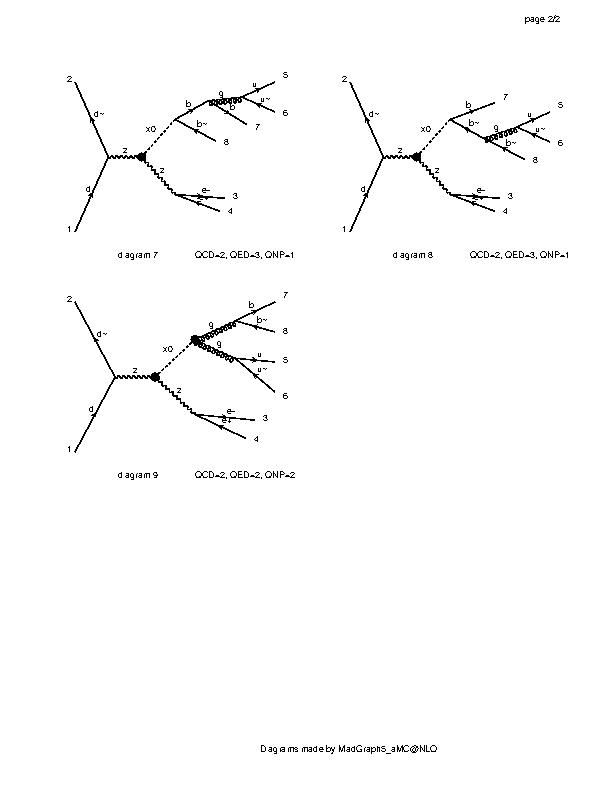 page 2/2
2
d~
d
1
z
x0
z
b
g
u
5
u~
6
b
7
b~
8
e-
3
4
diagram 7 QCD=2, QED=3, QNP=1
2
d~
d
1
z
x0
z
b
7
g
u
5
u~
6
b~
8
e-
3
4
diagram 8 QCD=2, QED=3, QNP=1
2
d~
d
1
z
x0
z
g
b
7
b~
8
g
u
5
u~
6
e-
3
e+
4
diagram 9 QCD=2, QED=2, QNP=2
Diagrams made by MadGraph5_aMC@NLO